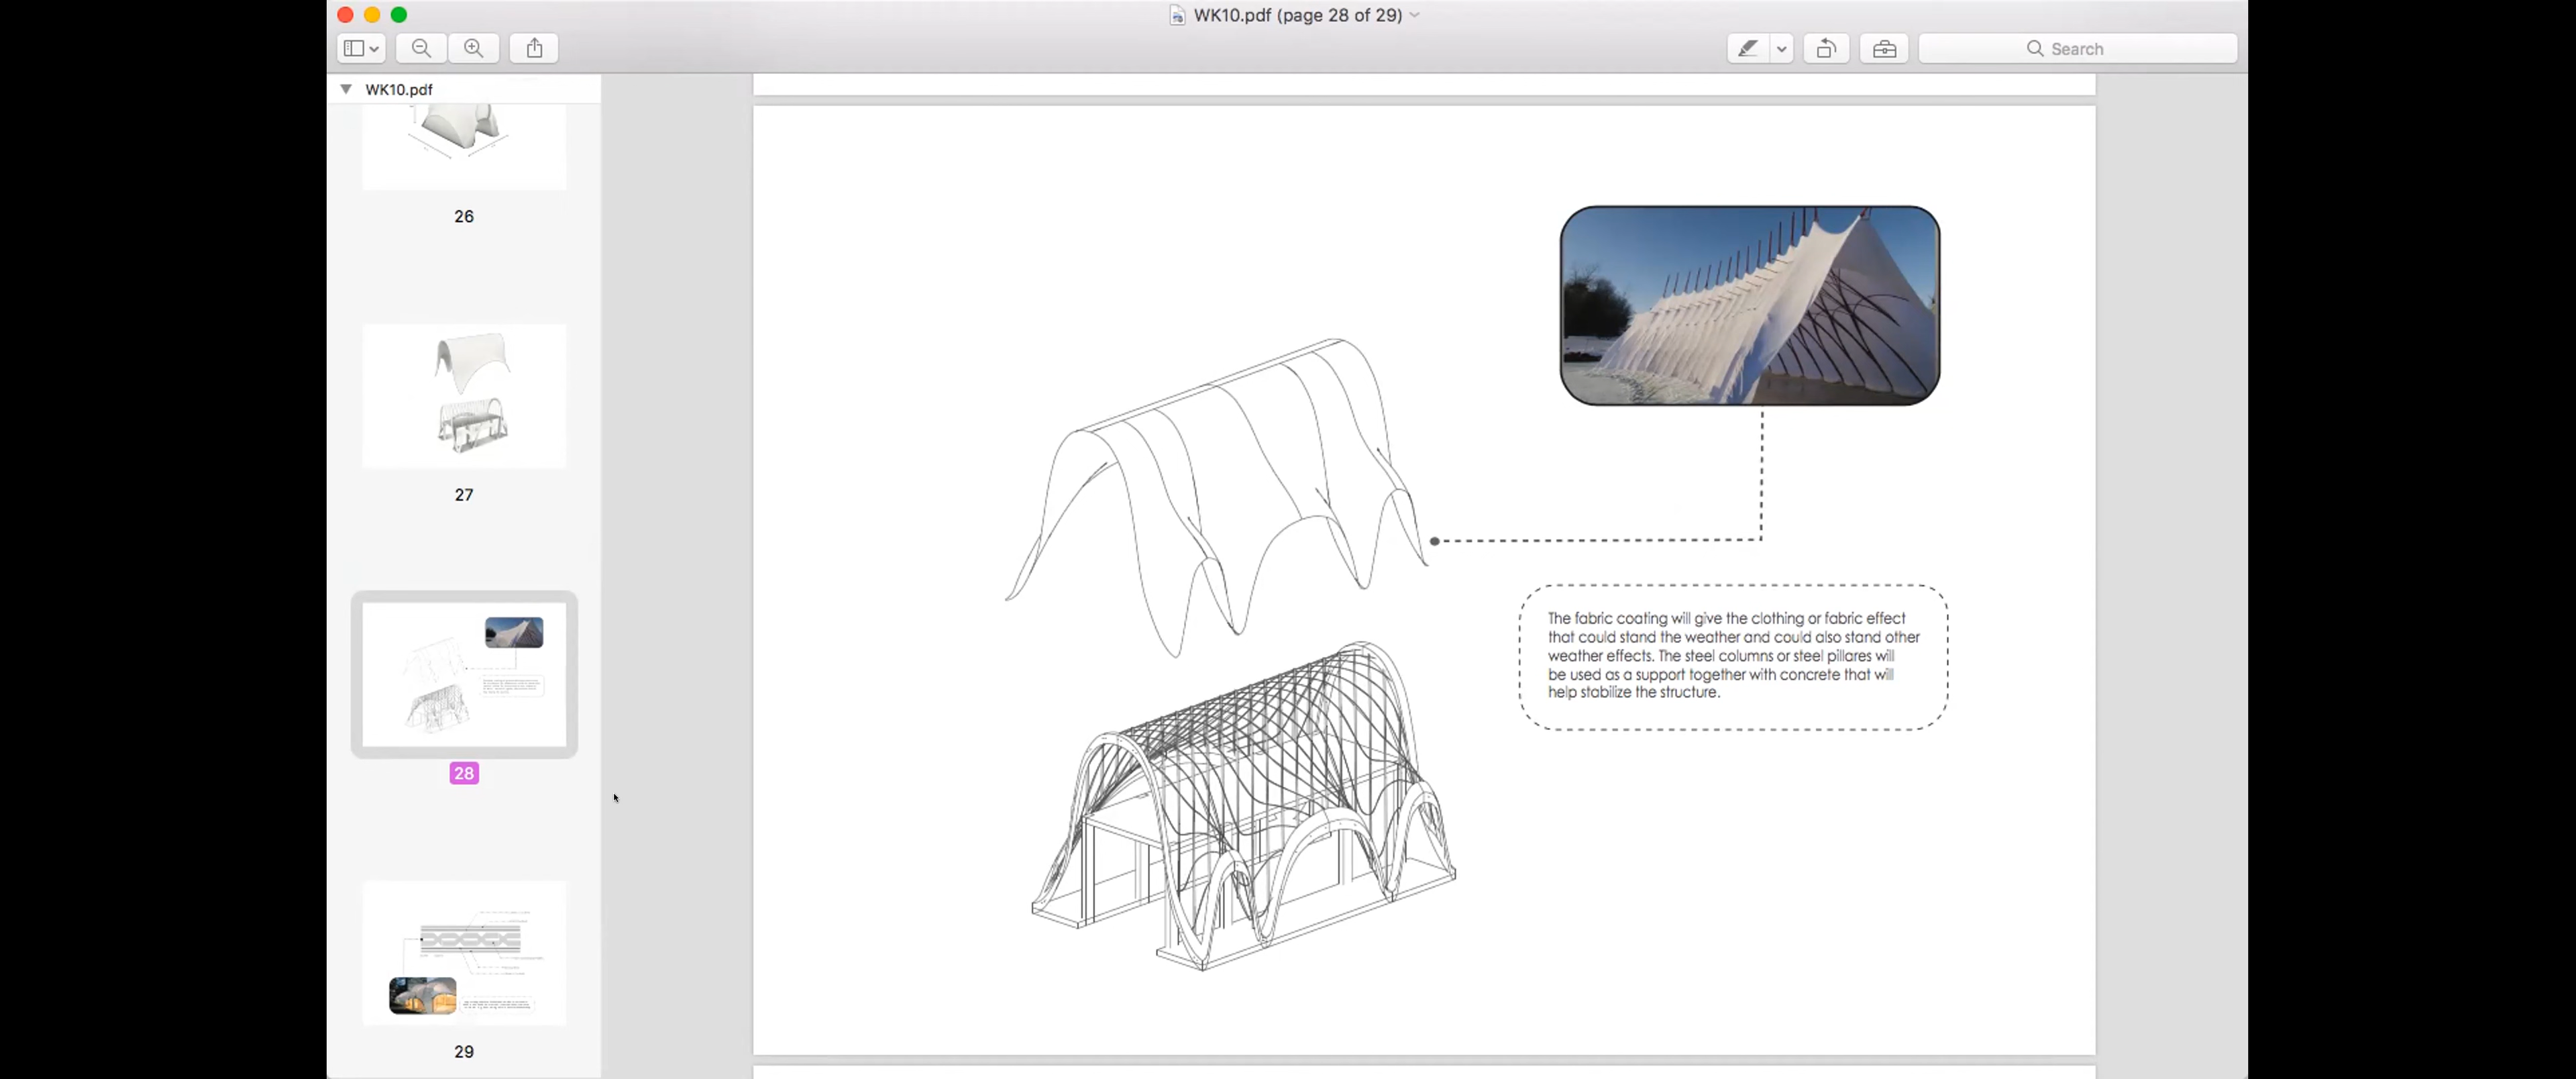 WK10.pdf (page 28 of 29)
Search
WK10.pdf
26
27
28
29
The fabric coating will give the clothing or fabric effect
that could stand the weather and could also stand other
weather effects. The steel columns or steel pillares will
be used as a support together with concrete that will
help stabilize the structure.